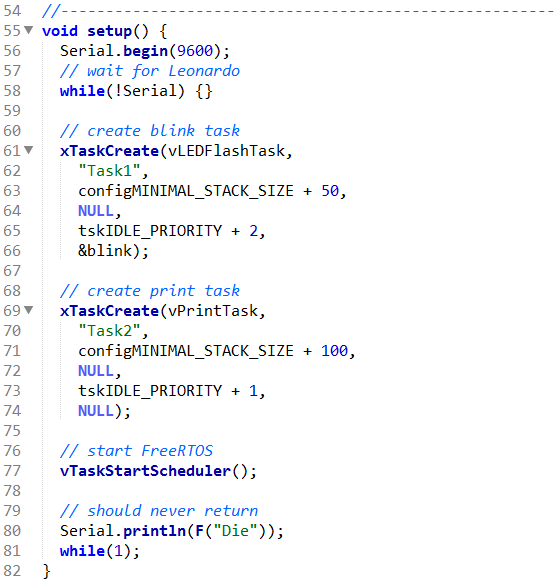 54 //---------------------------------------------------------
55 void setup() {
56   Serial.begin(9600);
57   // wait for Leonardo
58   while(!Serial) {}
59
60   // create blink task
61   xTaskCreate(vLEDFlashTask,
62     "Task1",
63     configMINIMAL_STACK_SIZE + 50,
64     NULL,
65     tskIDLE_PRIORITY + 2,
66     &blink);
67
68   // create print task
69   xTaskCreate(vPrintTask,
70     "Task2",
71     configMINIMAL_STACK_SIZE + 100,
72     NULL,
73     tskIDLE_PRIORITY + 1,
74     NULL);
75
76   // start FreeRTOS
77   vTaskStartScheduler();
78
79   // should never return
80   Serial.println(F("Die"));
81   while(1);
82 }